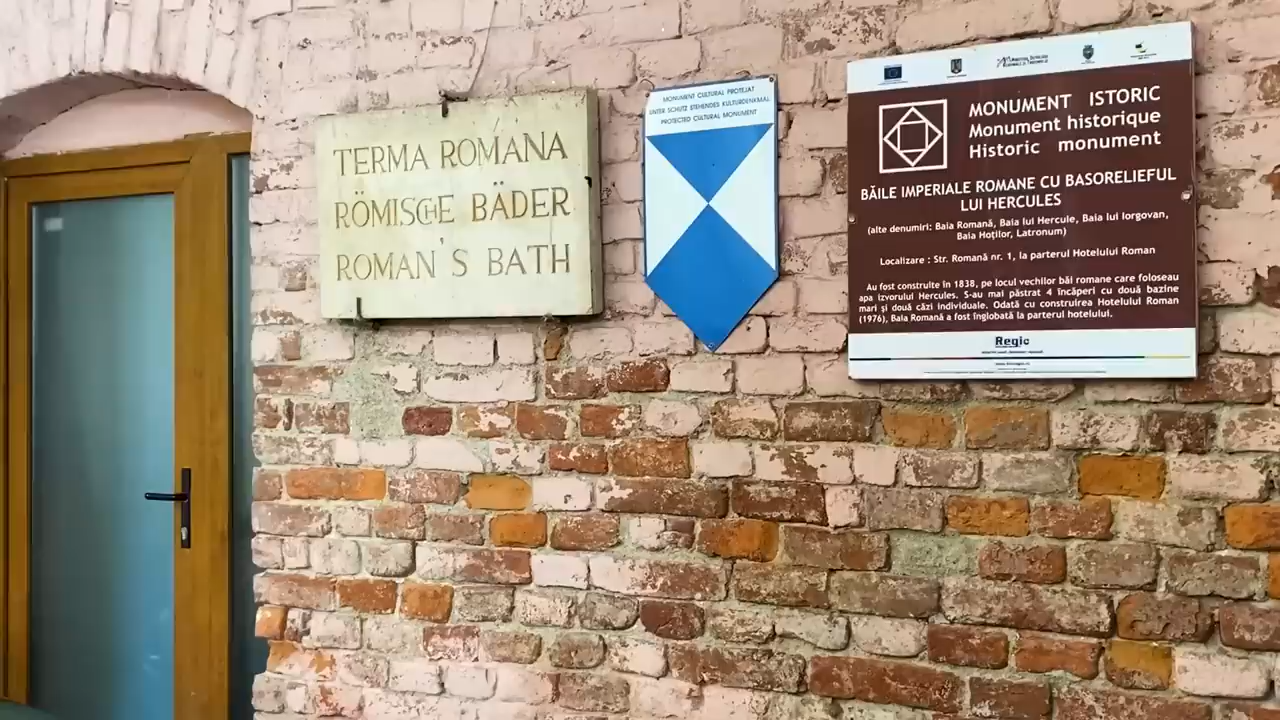 TERMA ROMANA
RÖMISCHE BÄDER
ROMAN'S BATH
MONUMENT CULTURAL PROTEJAT
UNTER SCHUTZ STEHENDES KULTURDENKMAL
PROTECTED CULTURAL MONUMENT
MONUMENT ISTORIC
Monument historique
Historic monument
BĂILE IMPERIALE ROMANE CU BASORELIEFUL
LUI HERCULES
(alte denumiri: Baia Romană, Baia lui Hercule, Baia lui Iorgovan,
Baia Hoților, Latronum)
Localizare : Str. Romană nr. 1, la parterul Hotelului Roman
Au fost construite în 1838, pe locul vechilor băi romane care foloseau
apa izvorului Hercules. S-au mai păstrat 4 încăperi cu două bazine
mari și două căzi individuale. Odată cu construirea Hotelului Roman
(1976), Baia Romană a fost înglobată la parterul hotelului.
Regio